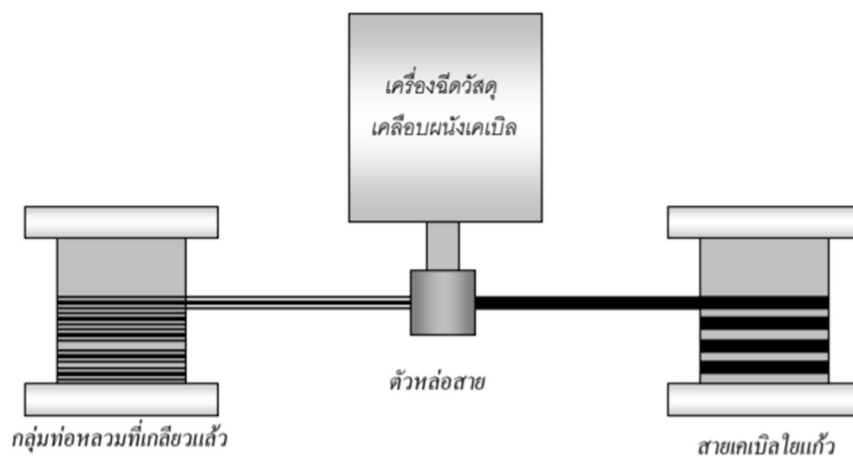 เครื่องฉีดวัสดุ
เคลือบผนังเคเบิล
ตัวหล่อสาย
กลุ่มท่อหลวมที่เกลียวแล้ว
สายเคเบิลใยแก้ว